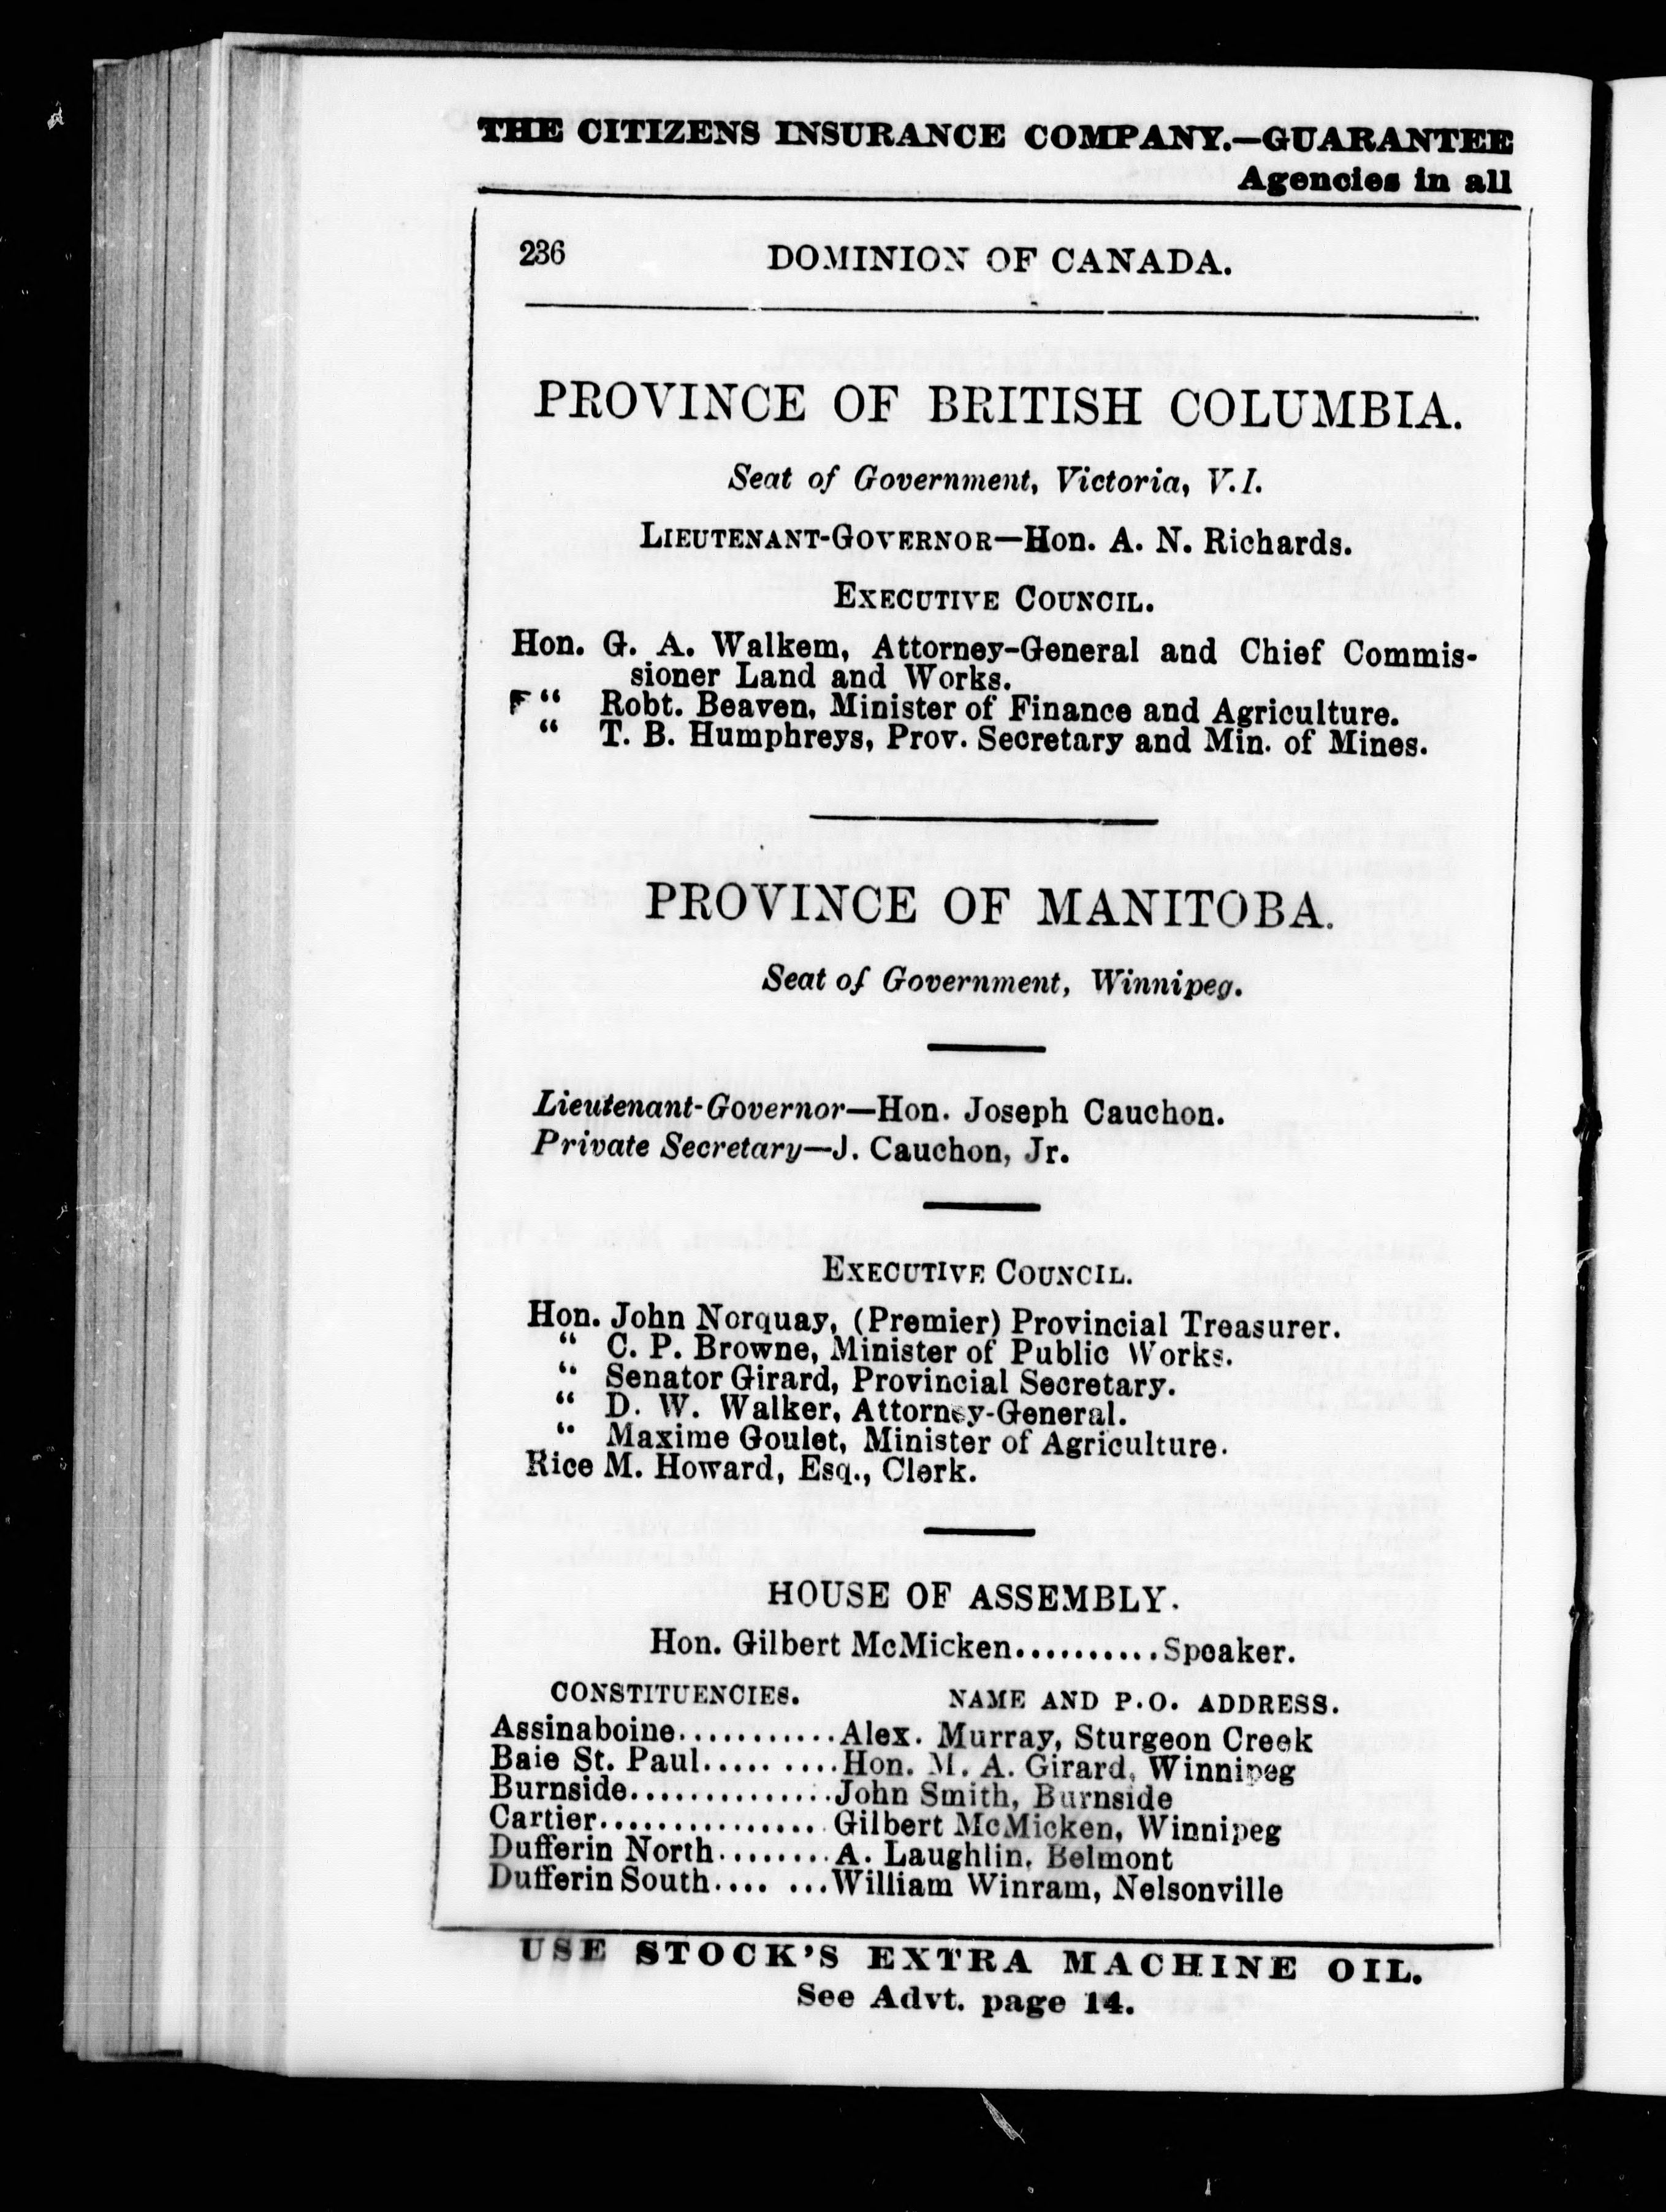 THE CITIZENS INSURANCE COMPANY.—GUARANTEE
Agencies in all
236 DOMINION OF CANADA.
PROVINCE OF BRITISH COLUMBIA.
Seat of Government, Victoria, V.I.
LIEUTENANT-GOVERNOR—Hon. A. N. Richards.
EXECUTIVE COUNCIL.
Hon. G. A. Walkem, Attorney-General and Chief Commis-
sioner Land and Works.
“ Robt. Beaven, Minister of Finance and Agriculture.
“ T. B. Humphreys, Prov. Secretary and Min. of Mines.
PROVINCE OF MANITOBA.
Seat of Government, Winnipeg.
Lieutenant-Governor—Hon. Joseph Cauchon.
Private Secretary—J. Cauchon, Jr.
EXECUTIVE COUNCIL.
Hon. John Norquay, (Premier) Provincial Treasurer.
“ C. P. Browne, Minister of Public Works.
“ Senator Girard, Provincial Secretary.
“ D. W. Walker, Attorney-General.
“ Maxime Goulet, Minister of Agriculture.
Rice M. Howard, Esq., Clerk.
HOUSE OF ASSEMBLY.
Hon. Gilbert McMicken..........Speaker.
CONSTITUENCIES. NAME AND P.O. ADDRESS.
Assinaboine...........Alex. Murray, Sturgeon Creek
Baie St. Paul..... .....Hon. M. A. Girard, Winnipeg
Burnside..............John Smith, Burnside
Cartier................Gilbert McMicken, Winnipeg
Dufferin North........A. Laughlin, Belmont
Dufferin South.... ...William Winram, Nelsonville
USE STOCK'S EXTRA MACHINE OIL.
See Advt. page 14.